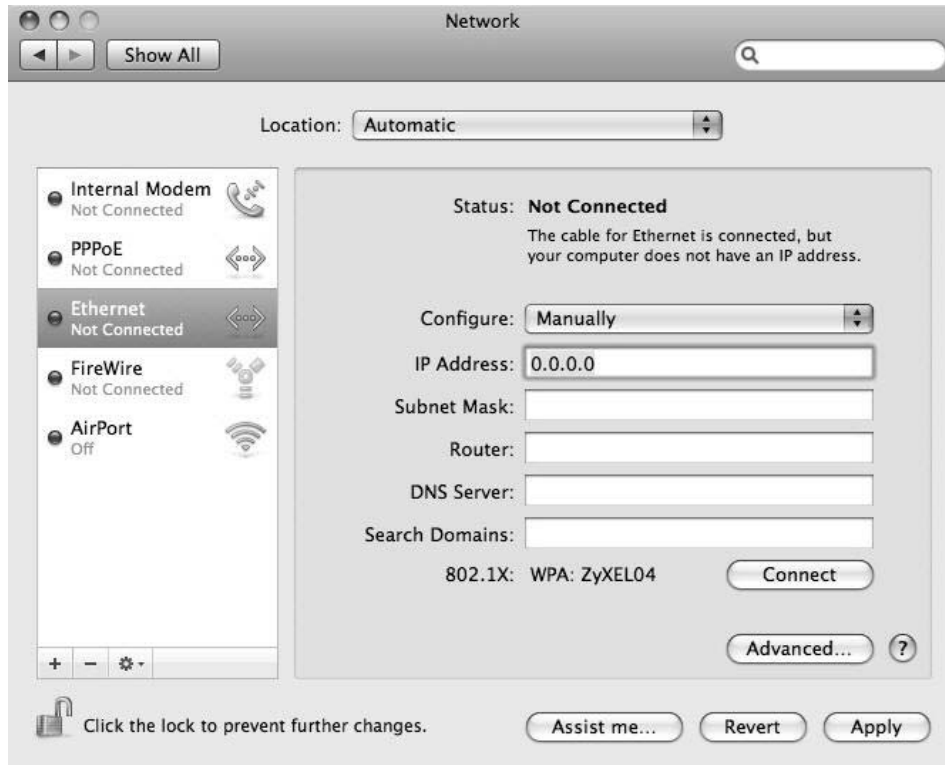 Network
Show All
Location: Automatic
Internal Modem
Not Connected
PPPoE
Not Connected
Ethernet
Not Connected
FireWire
Not Connected
AirPort
Off
Status: Not Connected
The cable for Ethernet is connected, but
your computer does not have an IP address.
Configure: Manually
IP Address: 0.0.0.0
Subnet Mask:
Router:
DNS Server:
Search Domains:
802.1X: WPA: ZyXEL04 Connect
Advanced... ?
Click the lock to prevent further changes.
Assist me... Revert Apply